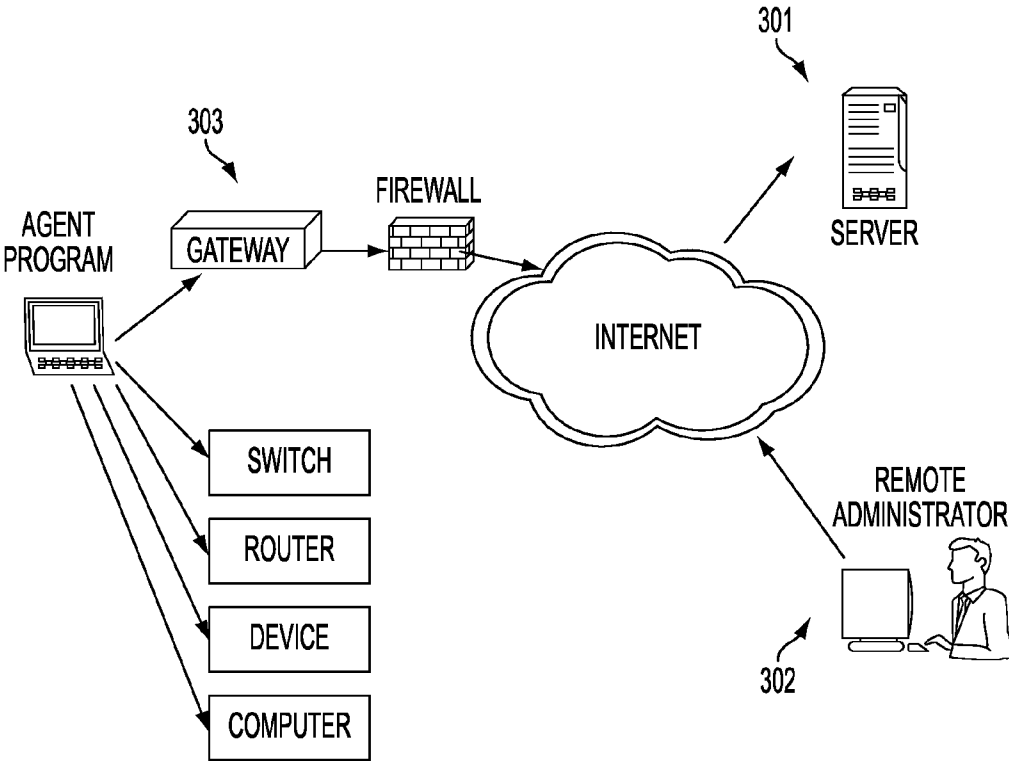 301
303
FIREWALL
AGENT
PROGRAM
GATEWAY
SERVER
INTERNET
SWITCH
REMOTE
ADMINISTRATOR
ROUTER
DEVICE
302
COMPUTER